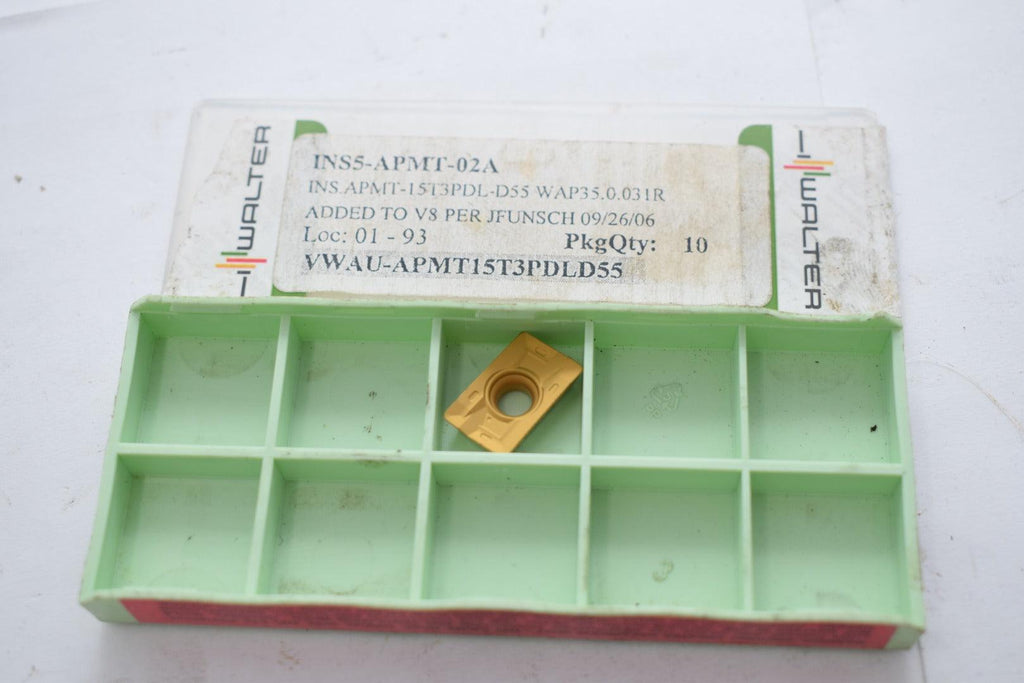 WALTER
INS5-APMT-02A
INS.APMT-15T3PDL-D55 WAP35.0.031R
ADDED TO V8 PER JFUNSCH 09/26/06
Loc: 01 - 93 PkgQty: 10
VWAU-APMT15T3PDLD55
WALTER